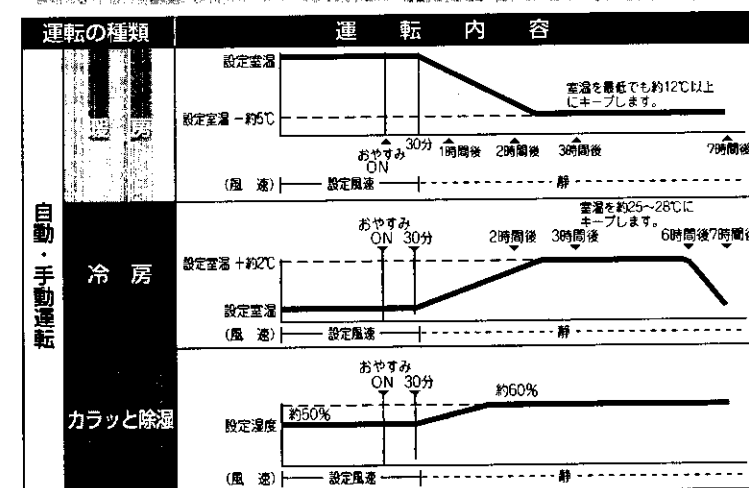 運転の種類
運転内容
自動・手動運転
暖房
設定室温
設定室温－約5℃
室温を最低でも約12℃以上
にキープします。
おやすみ
ON
30分
1時間後
2時間後
3時間後
7時間後
(風速)
設定風速
静
冷房
室温を約25～28℃に
キープします。
おやすみ
ON 30分
2時間後
3時間後
6時間後7時間後
設定室温＋約2℃
設定室温
(風速)
設定風速
静
カラッと除湿
おやすみ
ON 30分
約50%
約60%
設定湿度
(風速)
設定風速
静